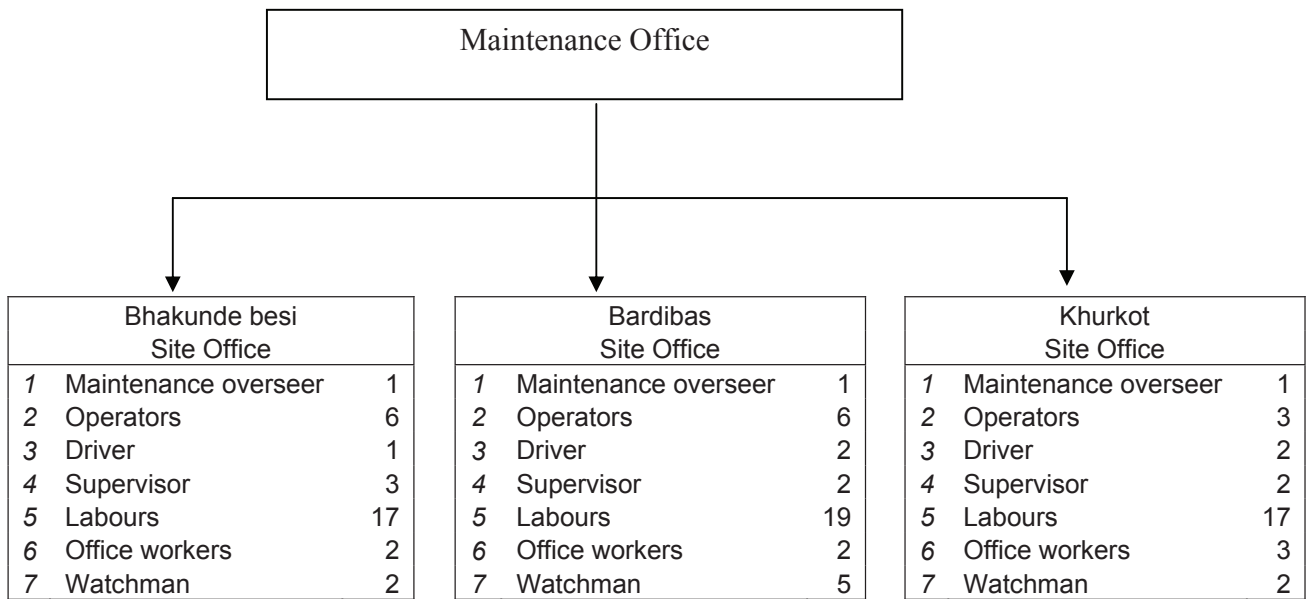 Maintenance Office
Bhakunde besi
Site Office
1 Maintenance overseer 1
2 Operators 6
3 Driver 1
4 Supervisor 3
5 Labours 17
6 Office workers 2
7 Watchman 2
Bardibas
Site Office
1 Maintenance overseer 1
2 Operators 6
3 Driver 2
4 Supervisor 2
5 Labours 19
6 Office workers 2
7 Watchman 5
Khurkot
Site Office
1 Maintenance overseer 1
2 Operators 3
3 Driver 2
4 Supervisor 2
5 Labours 17
6 Office workers 3
7 Watchman 2